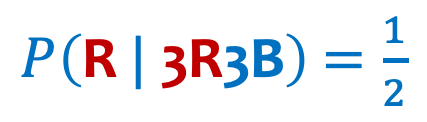 P(R | 3R3B) = 1/2